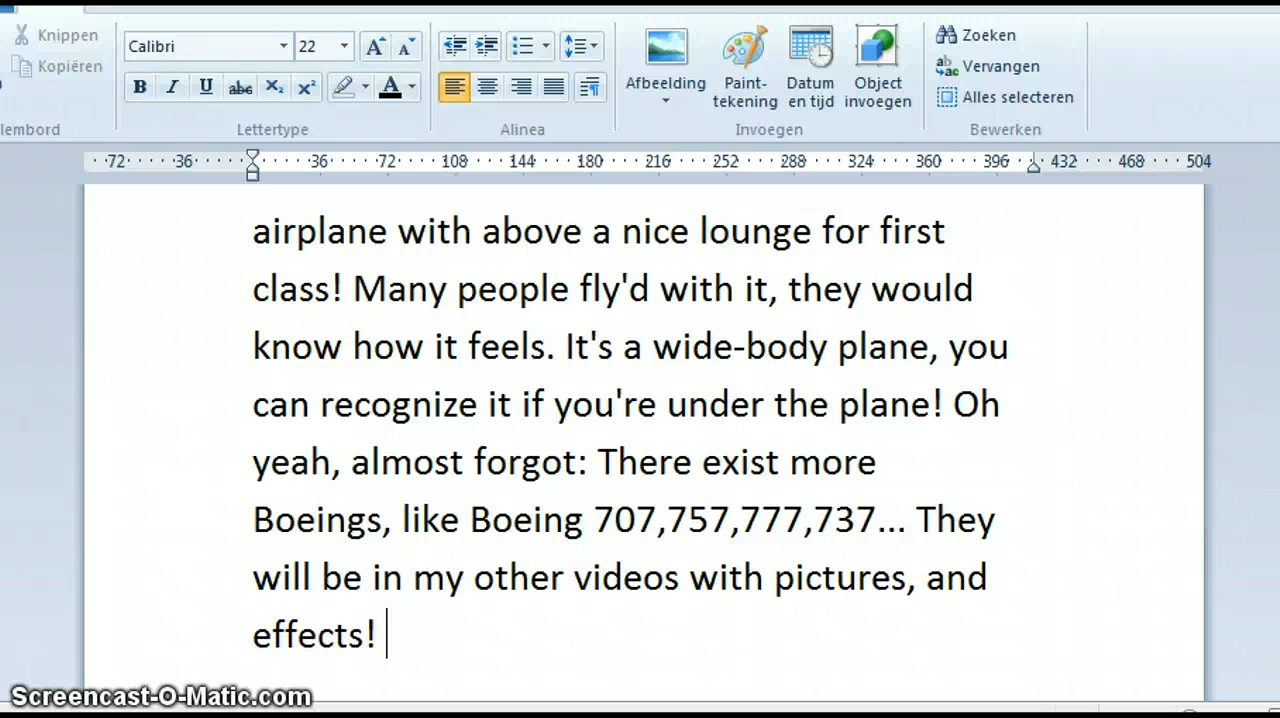 Knippen
Kopiëren
lembord
Calibri 22
B I U abc X₂ X²
A
Lettertype
Alinea
Afbeelding
Paint-
tekening
Datum
en tijd
Object
invoegen
Invoegen
Zoeken
Vervangen
Alles selecteren
Bewerken
72 36 36 72 108 144 180 216 252 288 324 360 396 432 468 504
airplane with above a nice lounge for first
class! Many people fly'd with it, they would
know how it feels. It's a wide-body plane, you
can recognize it if you're under the plane! Oh
yeah, almost forgot: There exist more
Boeings, like Boeing 707,757,777,737... They
will be in my other videos with pictures, and
effects!
Screencast-O-Matic.com